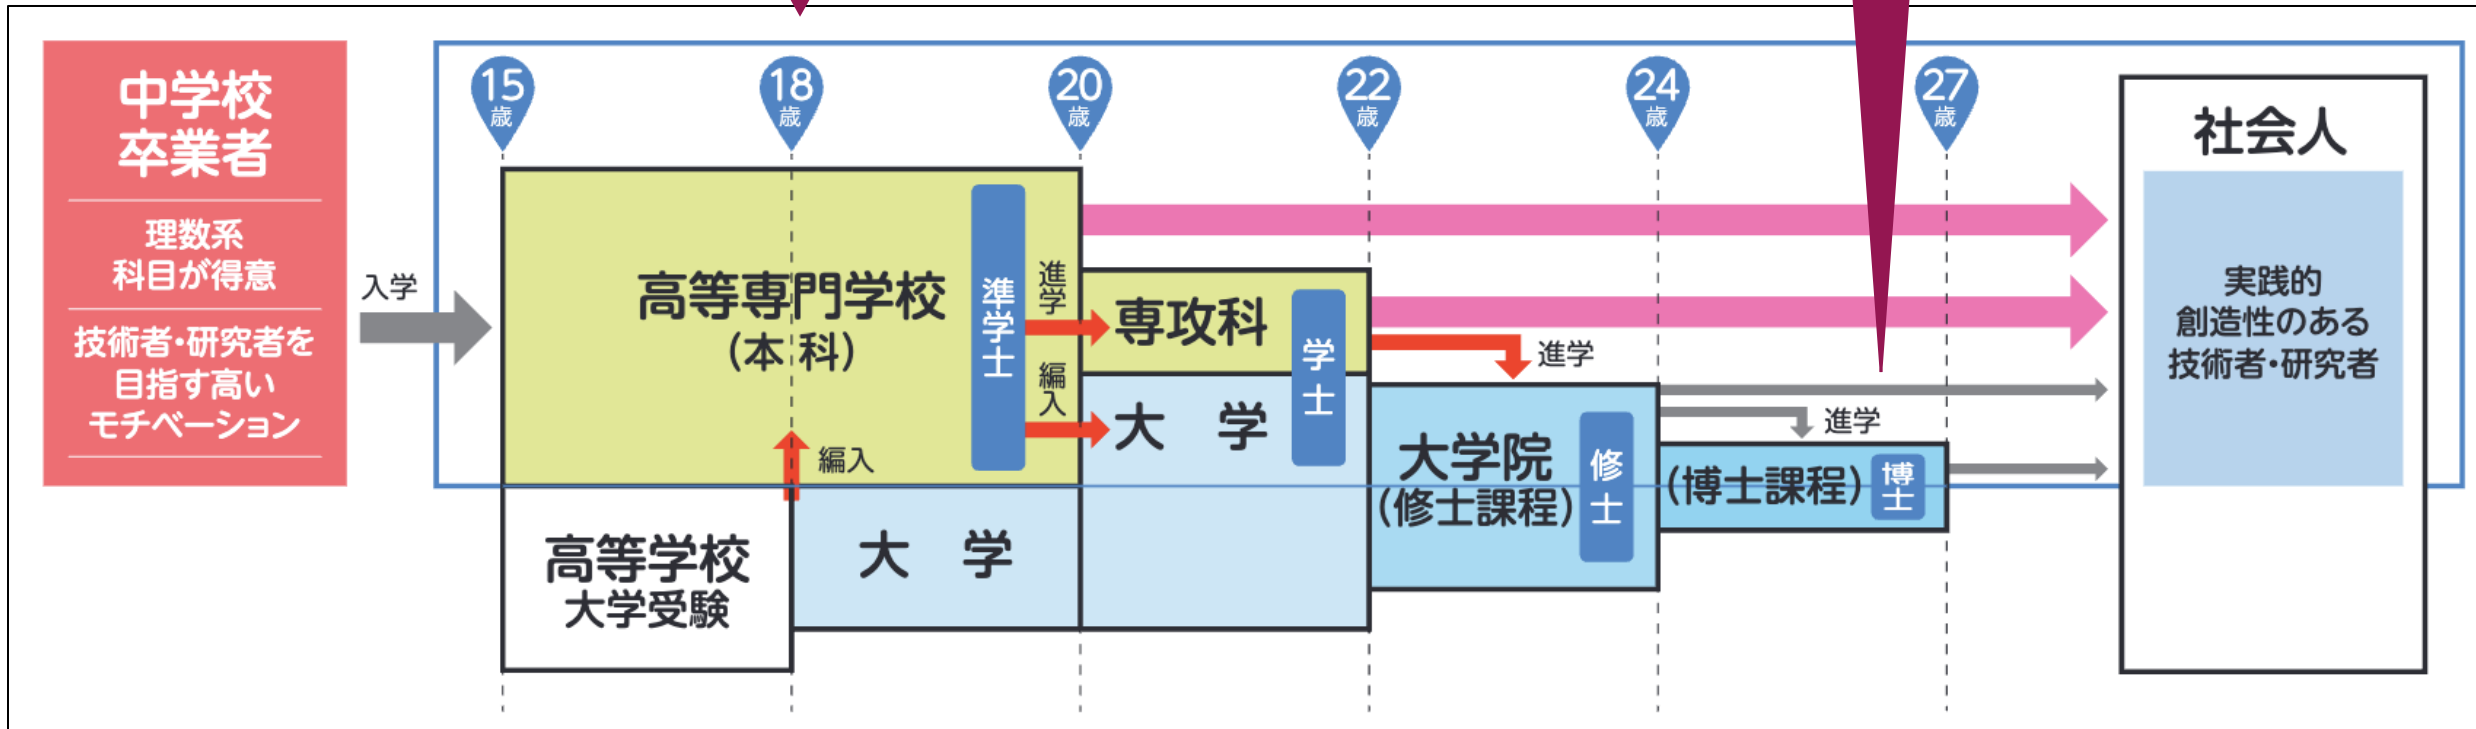 中学校
卒業者
理数系
科目が得意
技術者・研究者を
目指す高い
モチベーション
入学
15
歳
18
歳
20
歳
22
歳
24
歳
27
歳
高等専門学校
(本 科)
準学士
進学
編入
編入
専攻科
大 学
学士
進学
高等学校
大学受験
大 学
大学院
(修士課程)
修士
進学
(博士課程)
博士
社会人
実践的
創造性のある
技術者・研究者